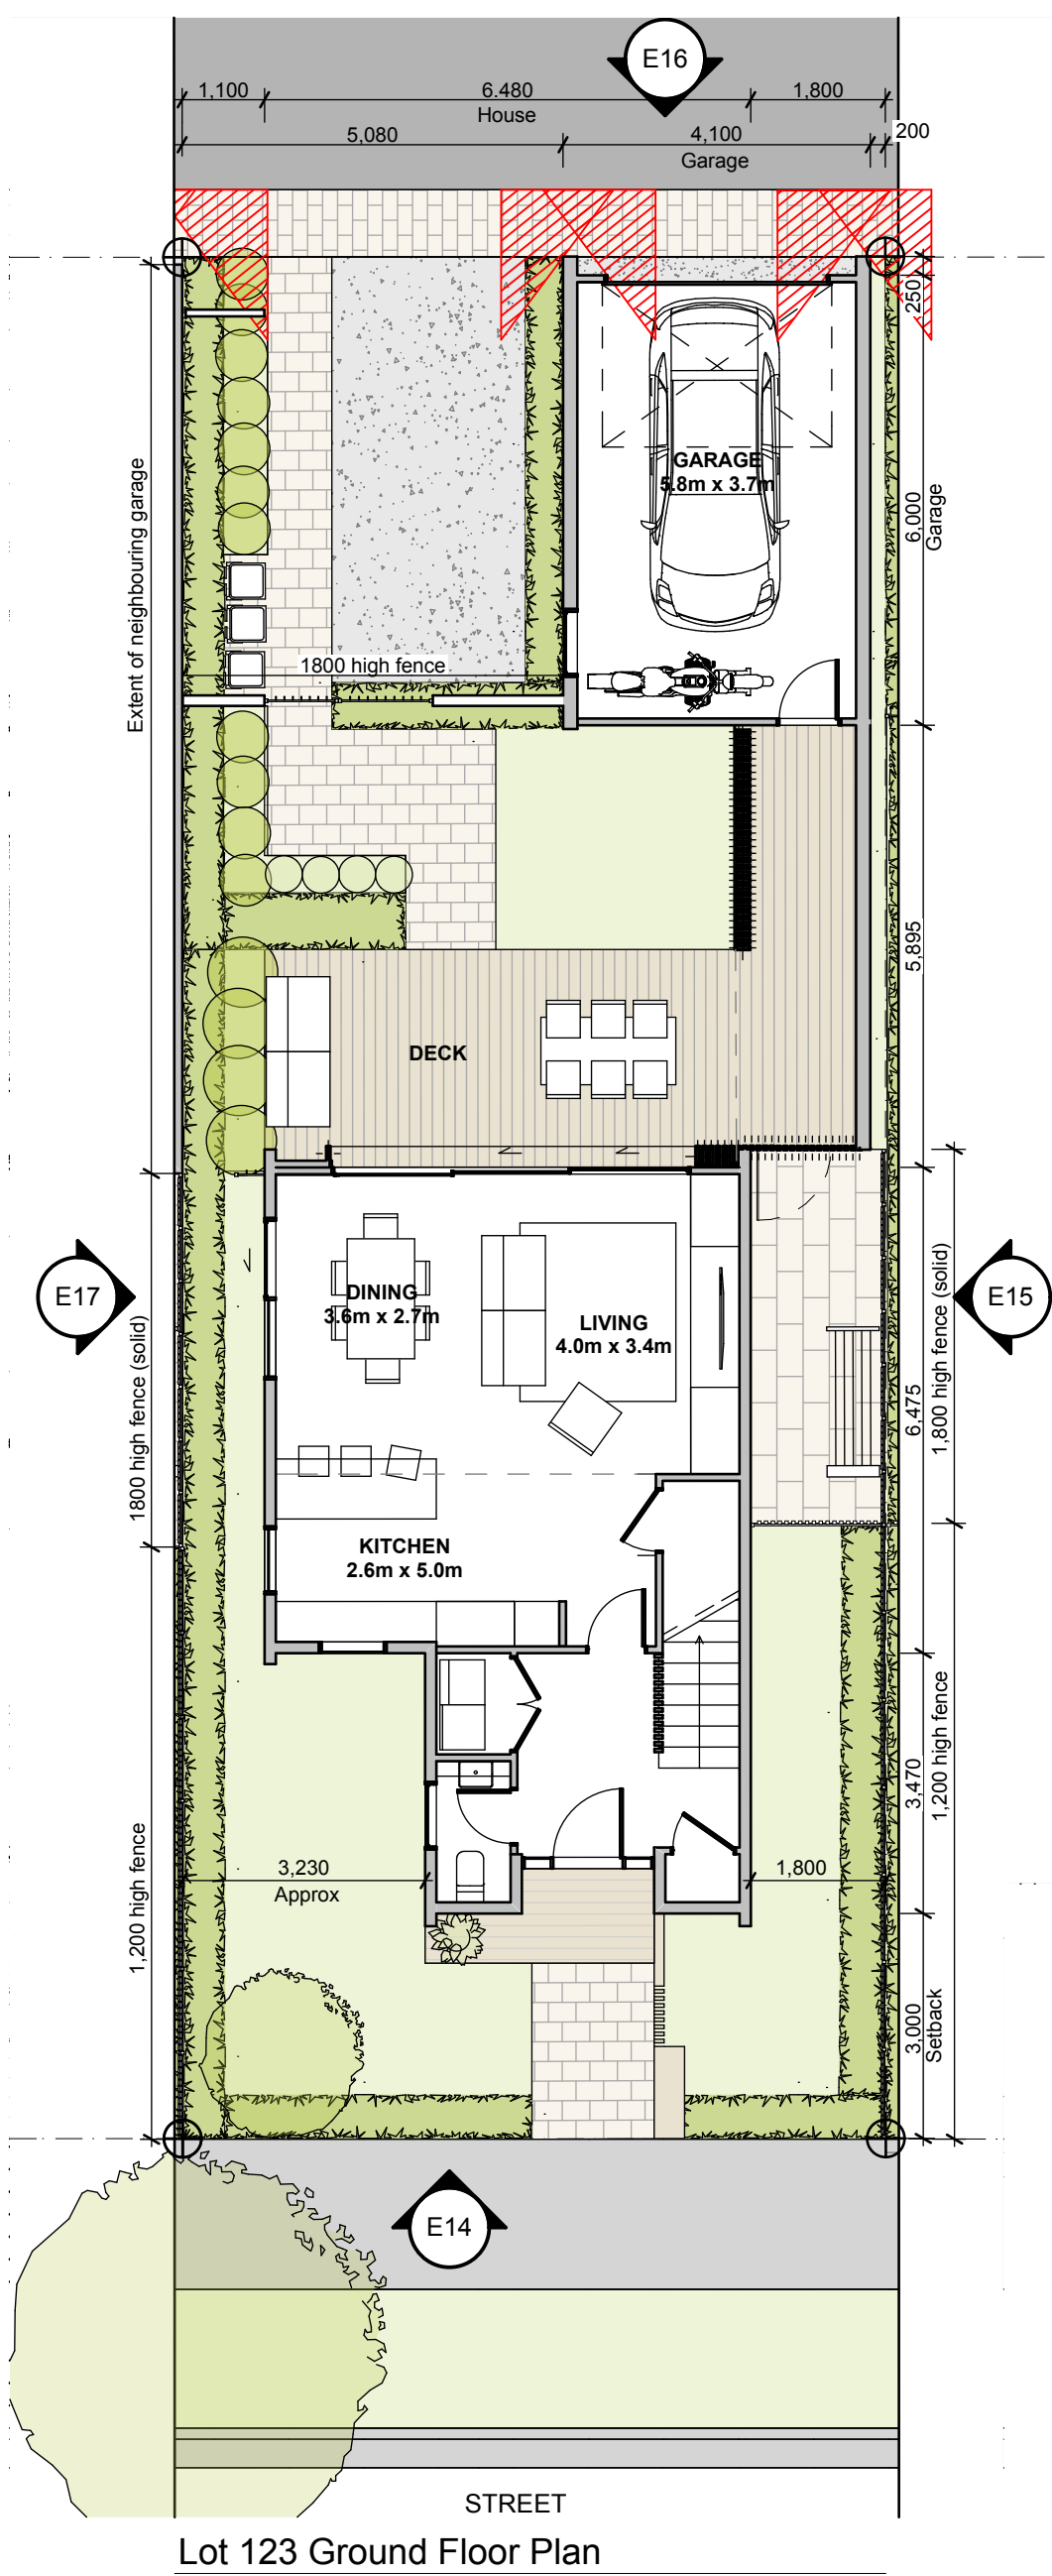 E16
1,100
6.480
1,800
House
5,080
4,100
200
Garage
250
Extent of neighbouring garage
GARAGE
5.8m x 3.7m
6,000
Garage
1800 high fence
5,895
DECK
E17
E15
DINING
3.6m x 2.7m
LIVING
4.0m x 3.4m
1800 high fence (solid)
1,800 high fence (solid)
6,475
KITCHEN
2.6m x 5.0m
3,470
1,200 high fence
1,200 high fence
3,230
Approx
1,800
3,000
Setback
E14
STREET
Lot 123 Ground Floor Plan